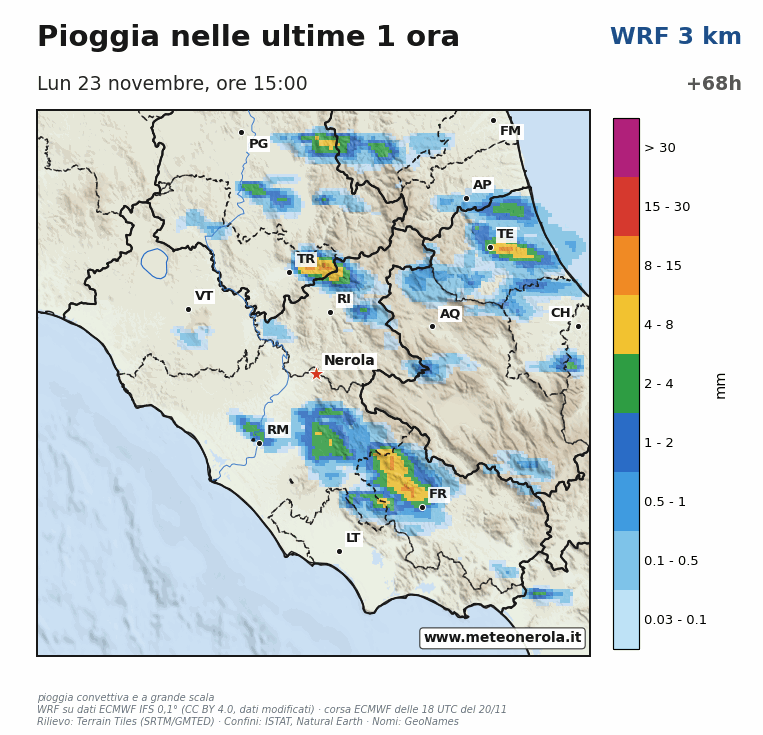 Pioggia nelle ultime 1 ora
WRF 3 km
Lun 23 novembre, ore 15:00
+68h
FM
PG
AP
TE
TR
VT
RI
AQ
CH
Nerola
RM
FR
LT
www.meteonerola.it
> 30
15 - 30
8 - 15
4 - 8
2 - 4
1 - 2
0.5 - 1
0.1 - 0.5
0.03 - 0.1
mm
pioggia convettiva e a grande scala
WRF su dati ECMWF IFS 0,1° (CC BY 4.0, dati modificati) · corsa ECMWF delle 18 UTC del 20/11
Rilievo: Terrain Tiles (SRTM/GMTED) · Confini: ISTAT, Natural Earth · Nomi: GeoNames